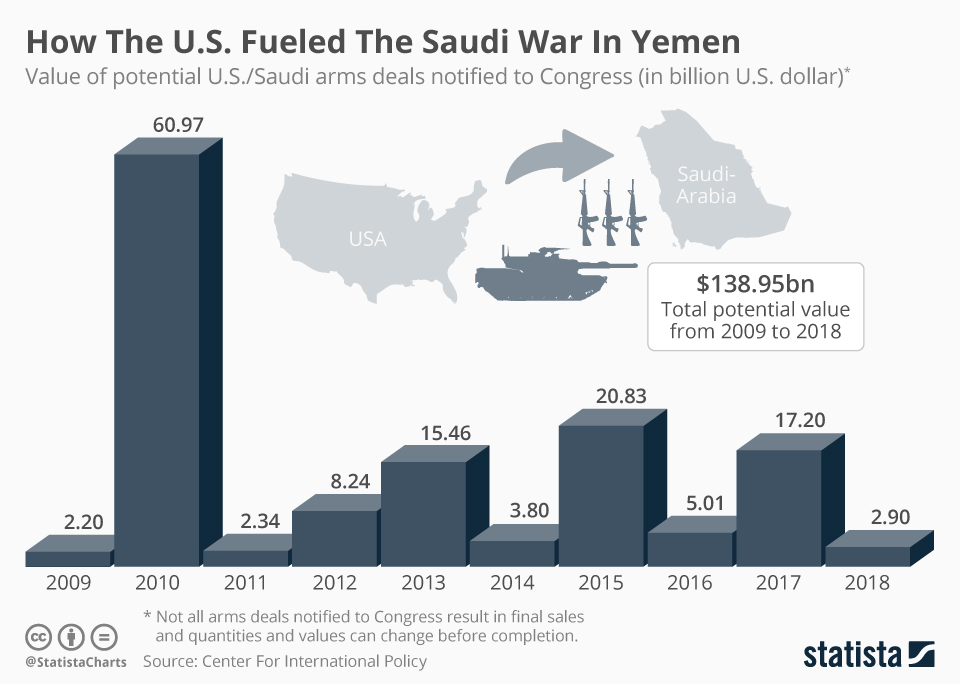 How The U.S. Fueled The Saudi War In Yemen
Value of potential U.S./Saudi arms deals notified to Congress (in billion U.S. dollar)*
60.97
Saudi-
Arabia
USA
$138.95bn
Total potential value
from 2009 to 2018
20.83
17.20
15.46
8.24
5.01
3.80
2.90
2.34
2.20
2009 2010 2011 2012 2013 2014 2015 2016 2017 2018
* Not all arms deals notified to Congress result in final sales
and quantities and values can change before completion.
cc
@StatistaCharts Source: Center For International Policy
statista